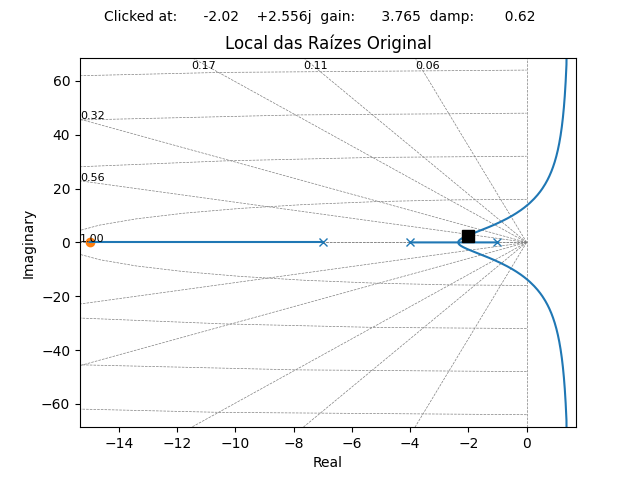 Clicked at: -2.02 +2.556j gain: 3.765 damp: 0.62
Local das Raízes Original
0.17 0.11 0.06
60
0.32
40
0.56
20
1.00
0
−20
−40
−60
Imaginary
−14 −12 −10 −8 −6 −4 −2 0
Real